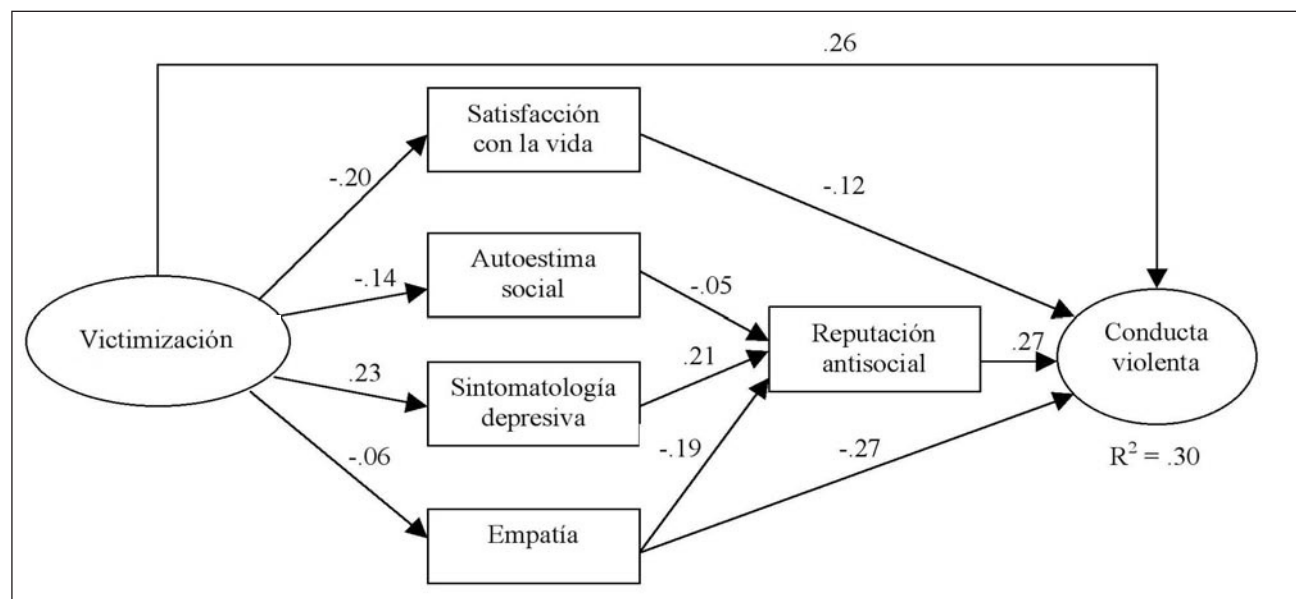 .26
Satisfacción
con la vida
-.20
-.12
Autoestima
social
-.14
-.05
Victimización
Reputación
antisocial
.27
Conducta
violenta
.23
Sintomatología
depresiva
.21
-.06
-.19
-.27
R² = .30
Empatía